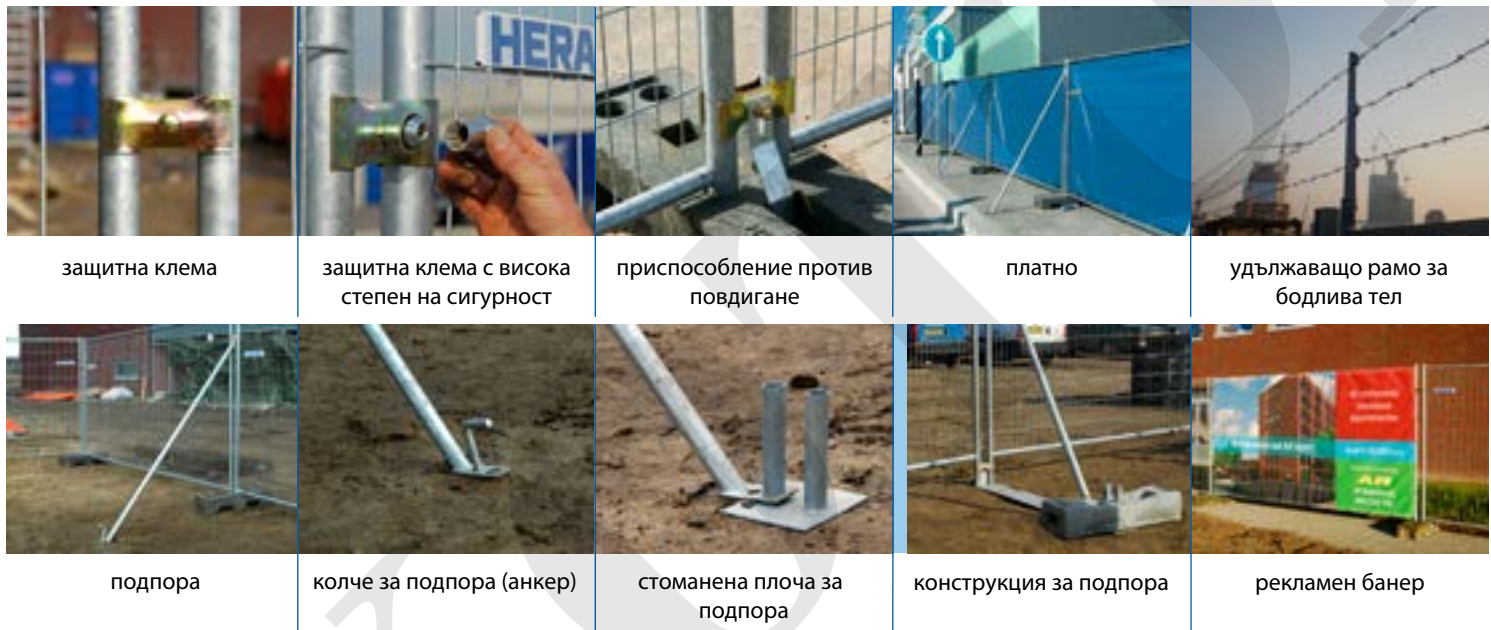 HERA
защитна клема
защитна клема с висока
степен на сигурност
приспособление против
повдигане
платно
удължаващо рамо за
бодлива тел
подпора
колче за подпора (анкер)
стоманена плоча за
подпора
конструкция за подпора
рекламен банер